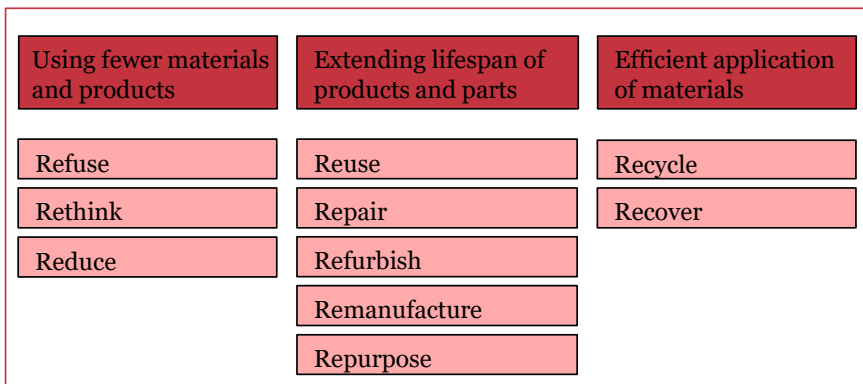 Using fewer materials
and products
Refuse
Rethink
Reduce
Extending lifespan of
products and parts
Reuse
Repair
Refurbish
Remanufacture
Repurpose
Efficient application
of materials
Recycle
Recover